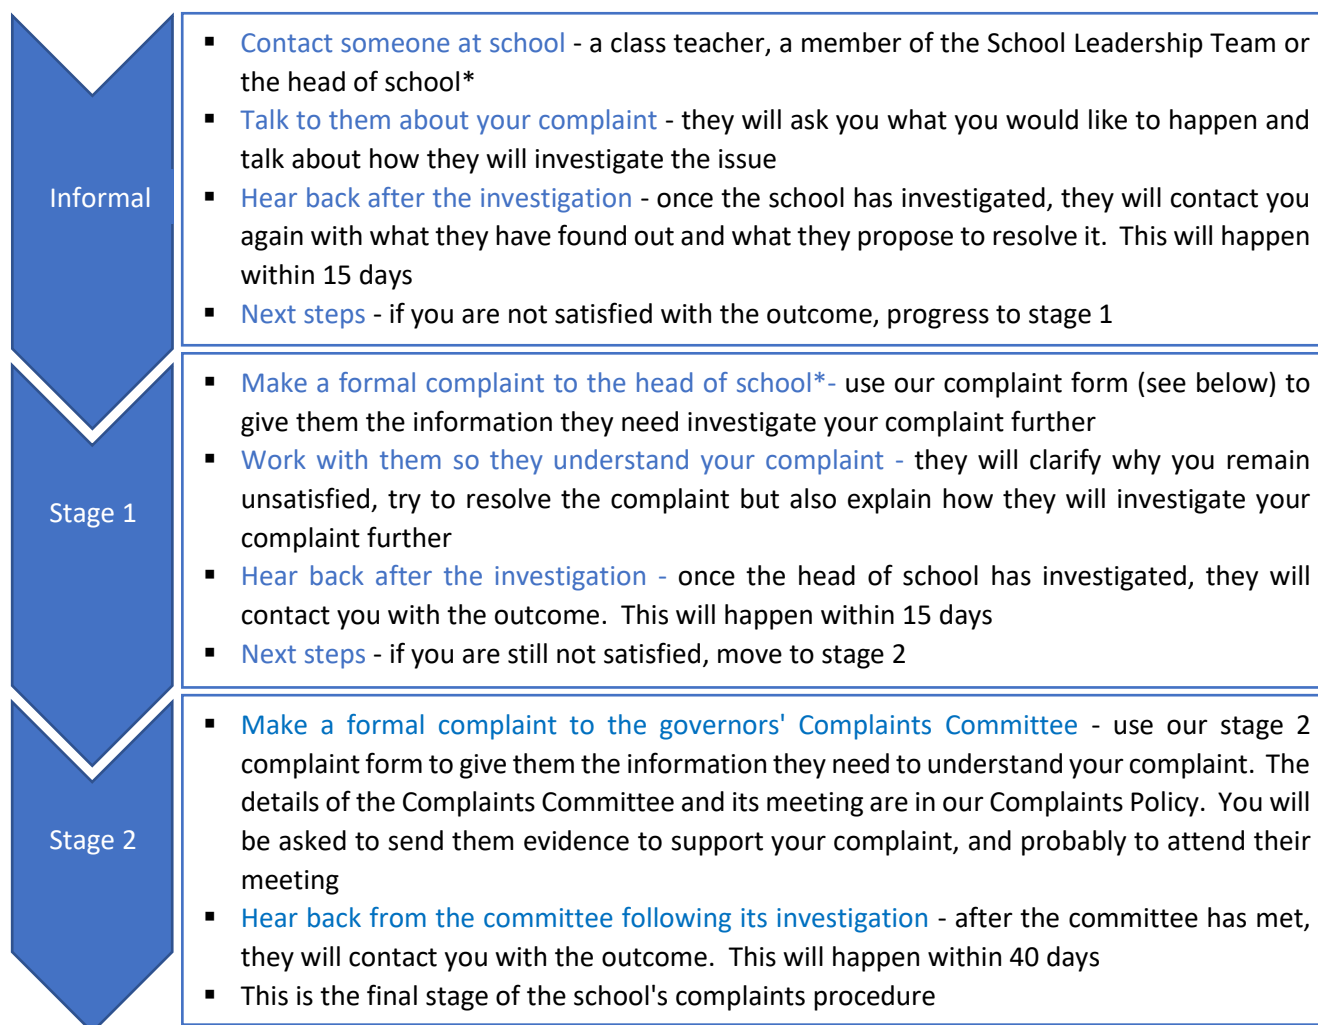 Informal
▪ Contact someone at school - a class teacher, a member of the School Leadership Team or
the head of school*
▪ Talk to them about your complaint - they will ask you what you would like to happen and
talk about how they will investigate the issue
▪ Hear back after the investigation - once the school has investigated, they will contact you
again with what they have found out and what they propose to resolve it. This will happen
within 15 days
▪ Next steps - if you are not satisfied with the outcome, progress to stage 1
Stage 1
▪ Make a formal complaint to the head of school*- use our complaint form (see below) to
give them the information they need investigate your complaint further
▪ Work with them so they understand your complaint - they will clarify why you remain
unsatisfied, try to resolve the complaint but also explain how they will investigate your
complaint further
▪ Hear back after the investigation - once the head of school has investigated, they will
contact you with the outcome. This will happen within 15 days
▪ Next steps - if you are still not satisfied, move to stage 2
Stage 2
▪ Make a formal complaint to the governors' Complaints Committee - use our stage 2
complaint form to give them the information they need to understand your complaint. The
details of the Complaints Committee and its meeting are in our Complaints Policy. You will
be asked to send them evidence to support your complaint, and probably to attend their
meeting
▪ Hear back from the committee following its investigation - after the committee has met,
they will contact you with the outcome. This will happen within 40 days
▪ This is the final stage of the school's complaints procedure